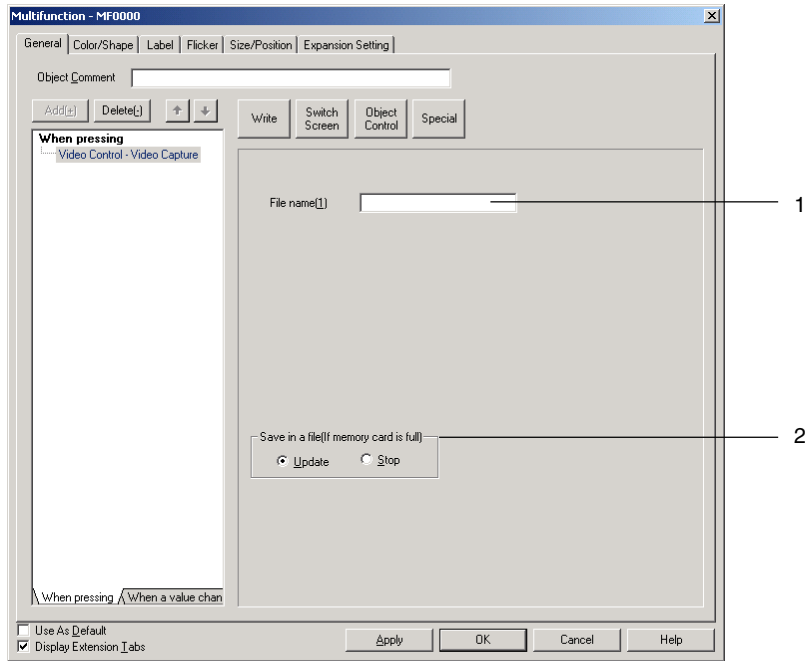 Multifunction - MF0000
General Color/Shape Label Flicker Size/Position Expansion Setting
Object Comment
Add(+) Delete(-)
Write Switch Screen Object Control Special
When pressing
Video Control - Video Capture
File name(1)
1
Save in a file(If memory card is full)
2
Update Stop
When pressing When a value chan
Use As Default
Display Extension Tabs
Apply OK Cancel Help